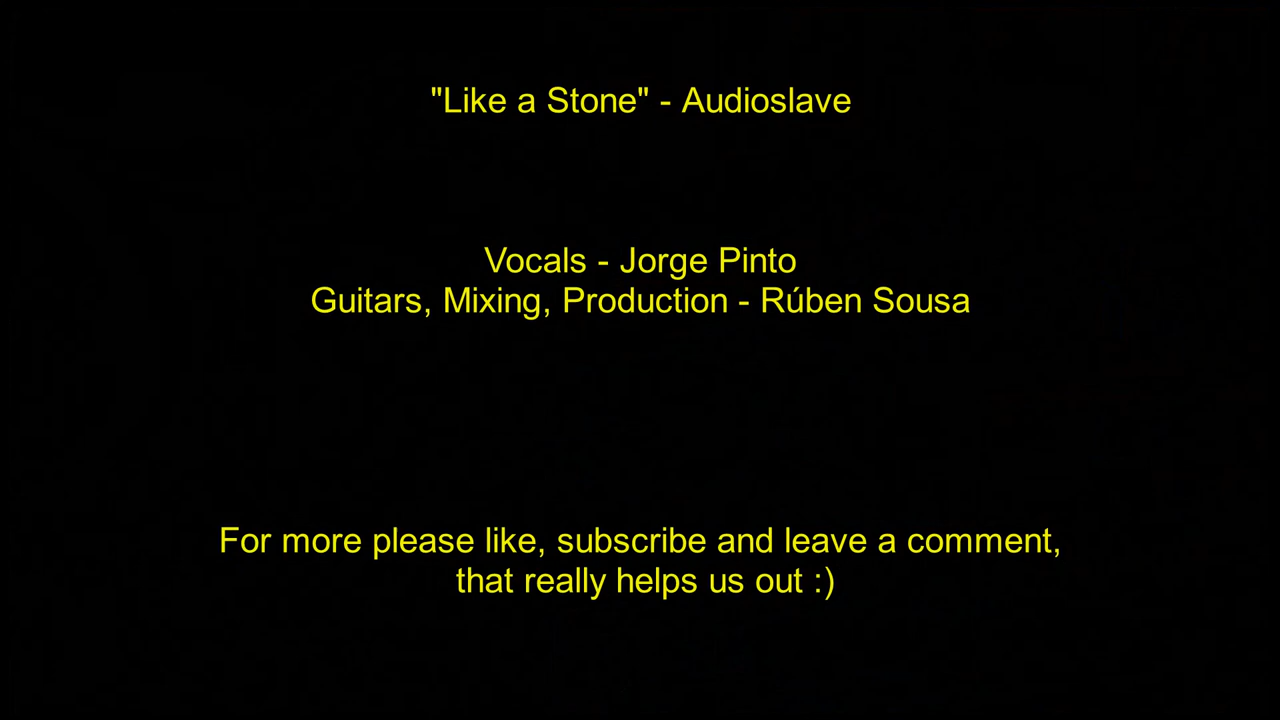 "Like a Stone" - Audioslave
Vocals - Jorge Pinto
Guitars, Mixing, Production - Rúben Sousa
For more please like, subscribe and leave a comment,
that really helps us out :)